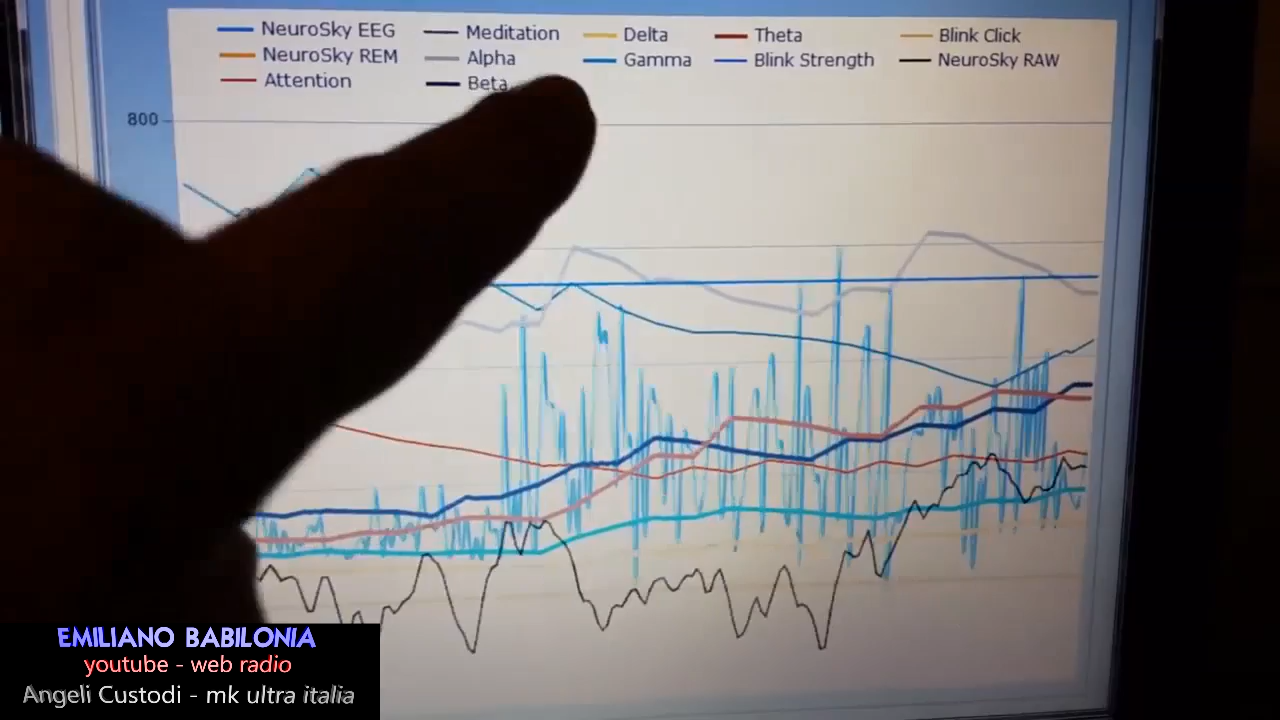 NeuroSky EEG Meditation Delta Theta Blink Click
NeuroSky REM Alpha Gamma Blink Strength NeuroSky RAW
Attention Beta
800
EMILIANO BABILONIA
youtube - web radio
Angeli Custodi - mk ultra italia